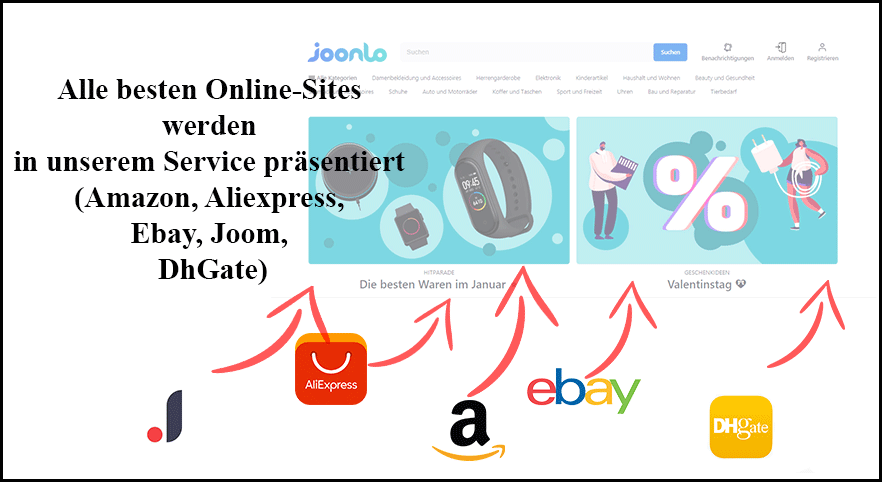 joonlo
Suchen
Suchen
Benachrichtigungen
Anmelden
Registrieren
Alle Kategorien
Damenbekleidung und Accessoires
Herrengarderobe
Elektronik
Kinderartikel
Haushalt und Wohnen
Beauty und Gesundheit
Schuhe
Auto und Motorräder
Koffer und Taschen
Sport und Freizeit
Uhren
Bau und Reparatur
Tierbedarf
Alle besten Online-Sites
werden
in unserem Service präsentiert
(Amazon, Aliexpress,
Ebay, Joom,
DhGate)
09:45
%
HITPARADE
Die besten Waren im Januar
GESCHENKIDEEN
Valentinstag
AliExpress
a
ebay
DHgate